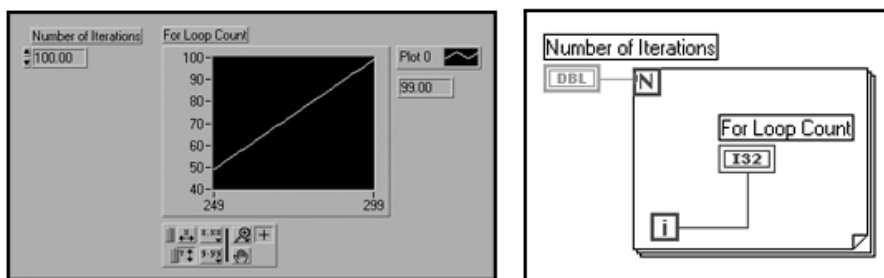 Number of Iterations
100.00
For Loop Count
Plot 0
99.00
100
90
80
70
60
50
40
249
299
Number of Iterations
DBL
N
For Loop Count
I32
i